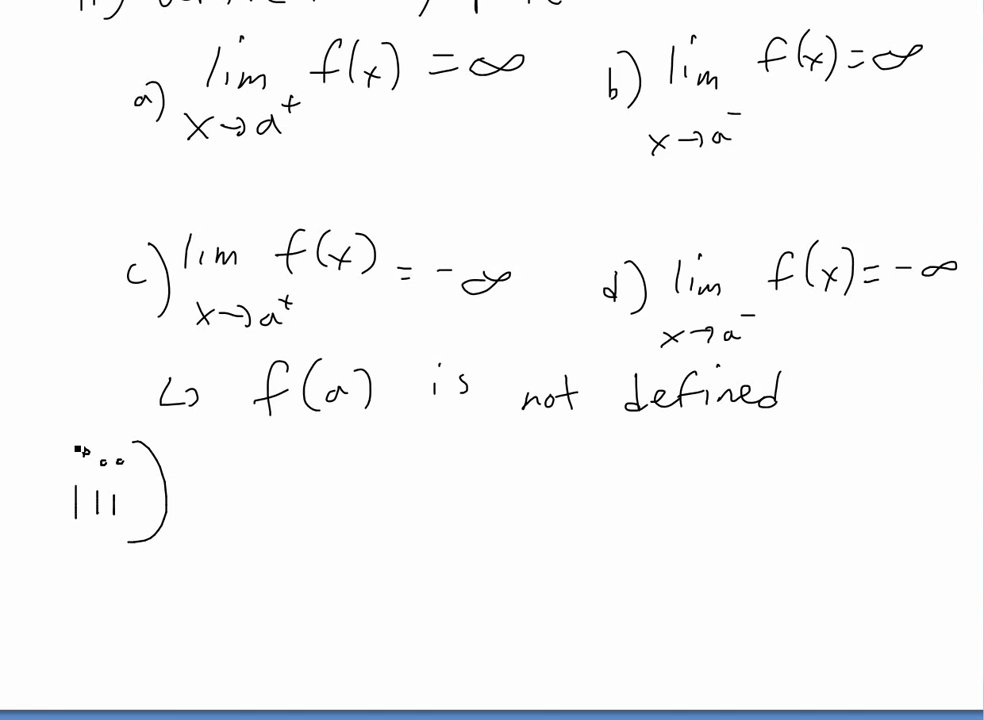 a) lim f(x) = ∞ b) lim f(x) = ∞
x→a⁺ x→a⁻
c) lim f(x) = -∞ d) lim f(x) = -∞
x→a⁺ x→a⁻
↳ f(a) is not defined
iii)